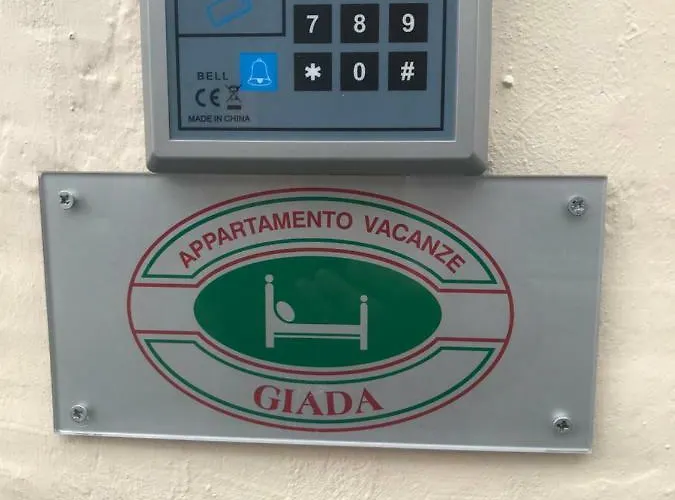 7 8 9
BELL
* 0 #
CE
MADE IN CHINA
APPARTAMENTO VACANZE
GIADA